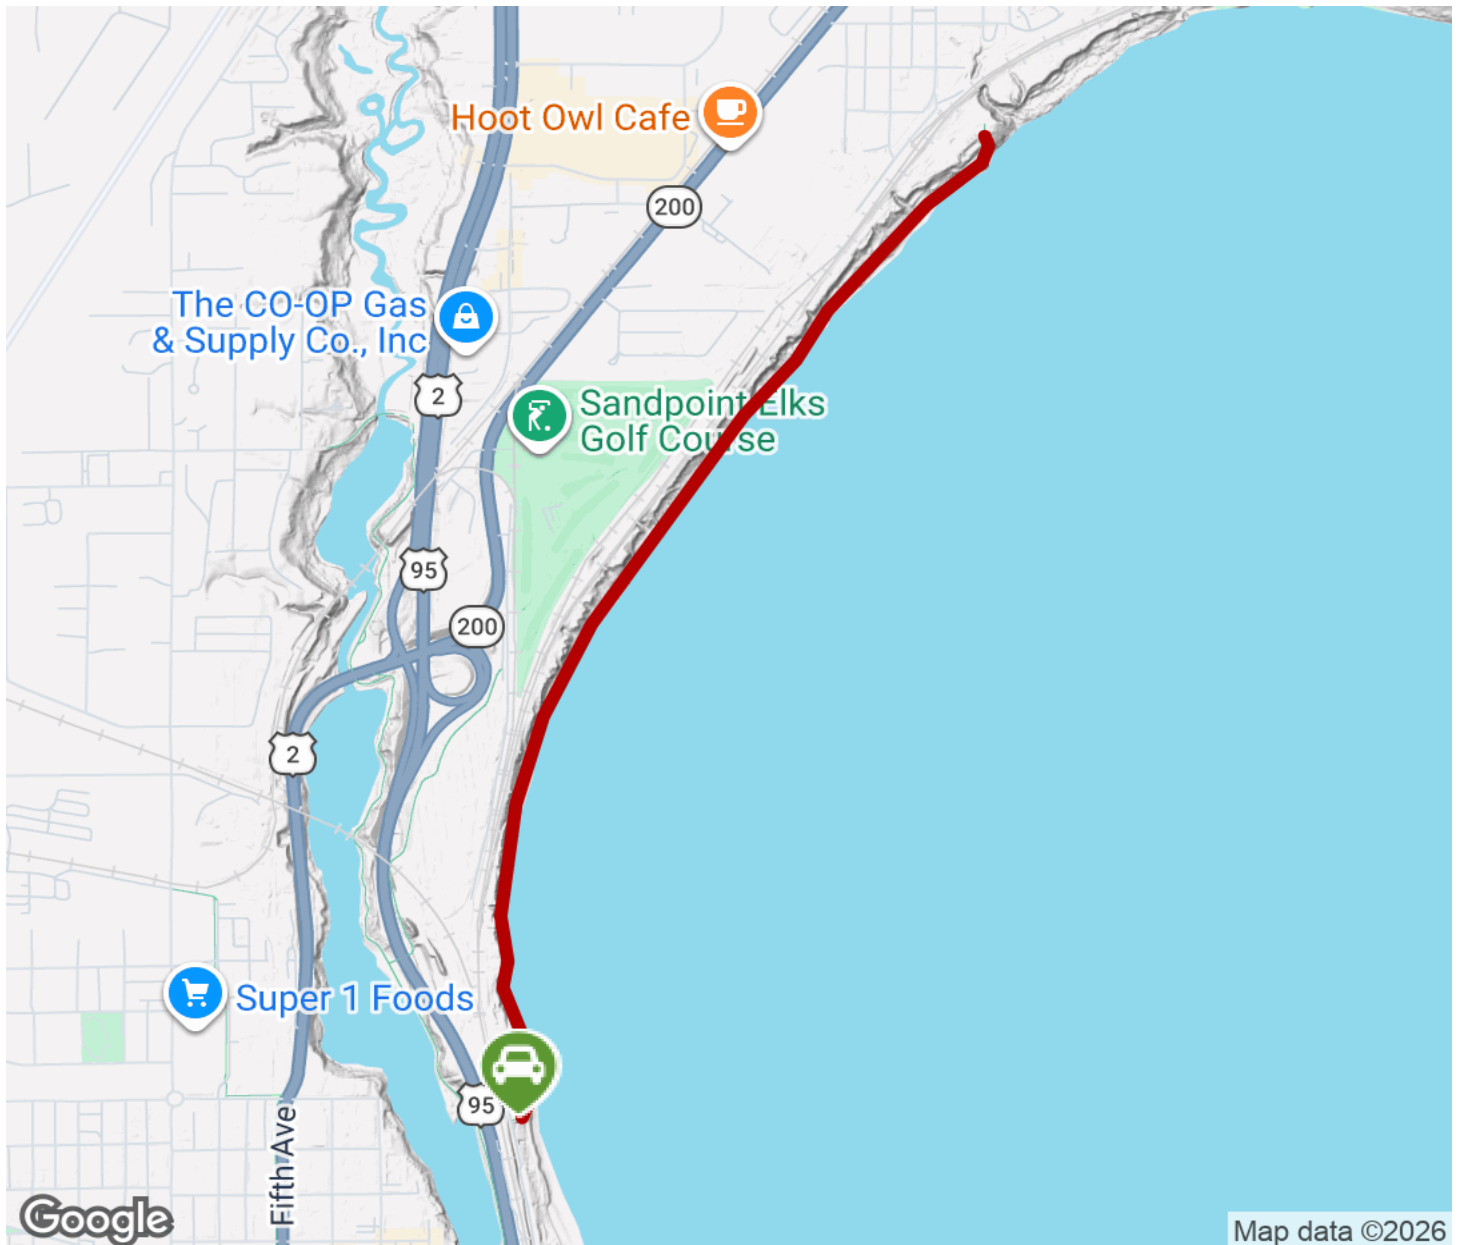 Hoot Owl Cafe
200
The CO-OP Gas
& Supply Co., Inc
2
Sandpoint Elks
Golf Course
95
200
2
Super 1 Foods
95
Fifth Ave
Google
Map data ©2026